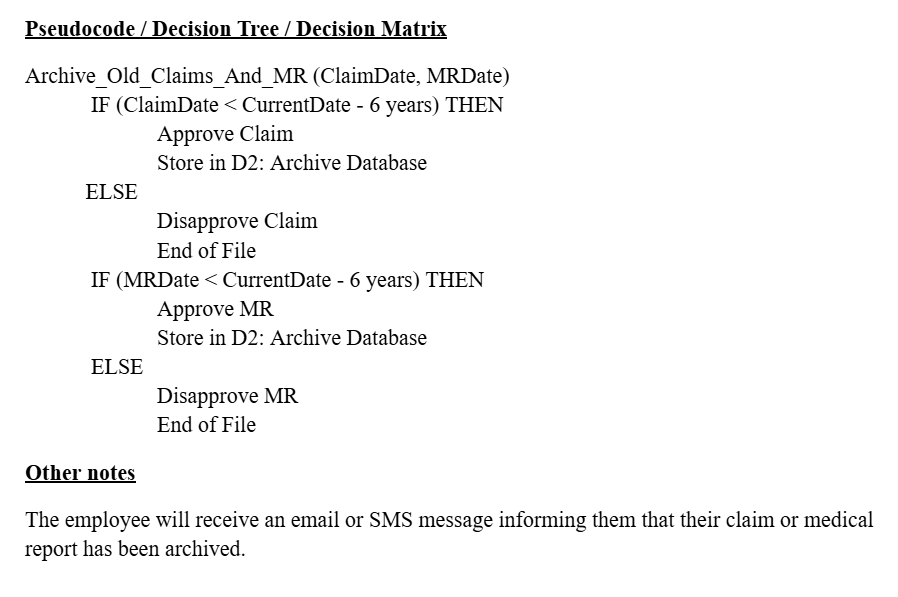 Pseudocode / Decision Tree / Decision Matrix
Archive_Old_Claims_And_MR (ClaimDate, MRDate)
IF (ClaimDate < CurrentDate - 6 years) THEN
Approve Claim
Store in D2: Archive Database
ELSE
Disapprove Claim
End of File
IF (MRDate < CurrentDate - 6 years) THEN
Approve MR
Store in D2: Archive Database
ELSE
Disapprove MR
End of File
Other notes
The employee will receive an email or SMS message informing them that their claim or medical
report has been archived.